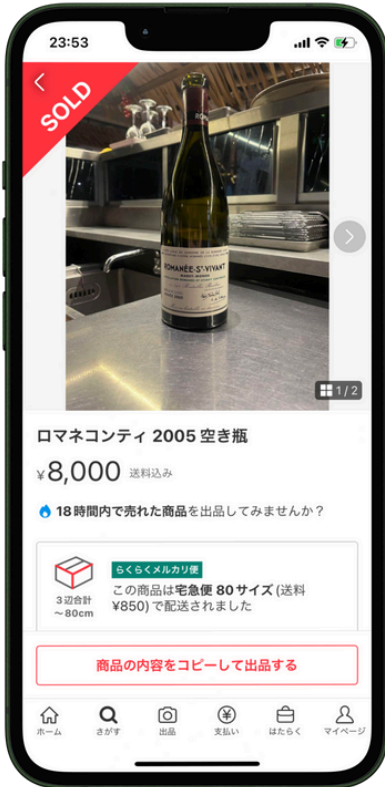 23:53
SOLD
ROMANÉE-ST-VIVANT
1/2
ロマネコンティ 2005 空き瓶
¥8,000 送料込み
18時間内で売れた商品を出品してみませんか?
らくらくメルカリ便
この商品は宅急便 80サイズ (送料
¥850) で配送されました
3辺合計
~80cm
商品の内容をコピーして出品する
ホーム
さがす
出品
支払い
はたらく
マイページ